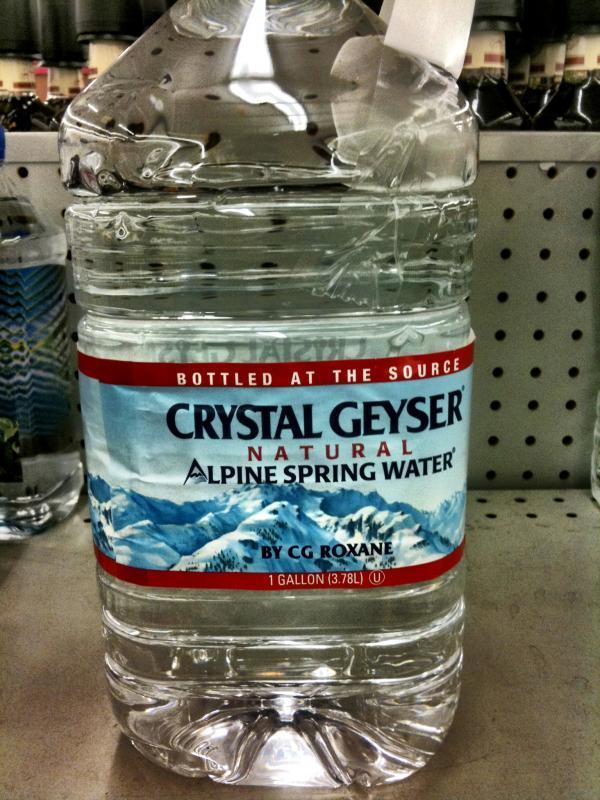 BOTTLED AT THE SOURCE
CRYSTAL GEYSER®
NATURAL
ALPINE SPRING WATER®
BY CG ROXANE
1 GALLON (3.78L) Ⓤ